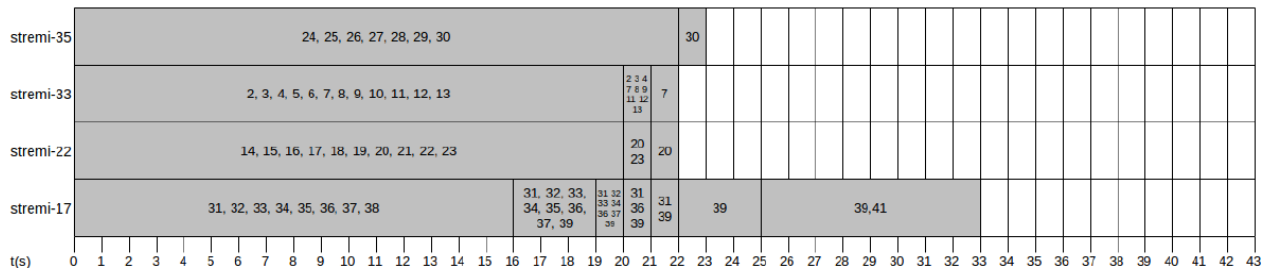 stremi-35
24, 25, 26, 27, 28, 29, 30
30
stremi-33
2, 3, 4, 5, 6, 7, 8, 9, 10, 11, 12, 13
2 3 4
7 8 9
11 12
13
7
stremi-22
14, 15, 16, 17, 18, 19, 20, 21, 22, 23
20
23
20
stremi-17
31, 32, 33, 34, 35, 36, 37, 38
31, 32, 33,
34, 35, 36,
37, 39
31 32
33 34
36 37
39
31
36
39
31
39
39
39,41
t(s) 0 1 2 3 4 5 6 7 8 9 10 11 12 13 14 15 16 17 18 19 20 21 22 23 24 25 26 27 28 29 30 31 32 33 34 35 36 37 38 39 40 41 42 43